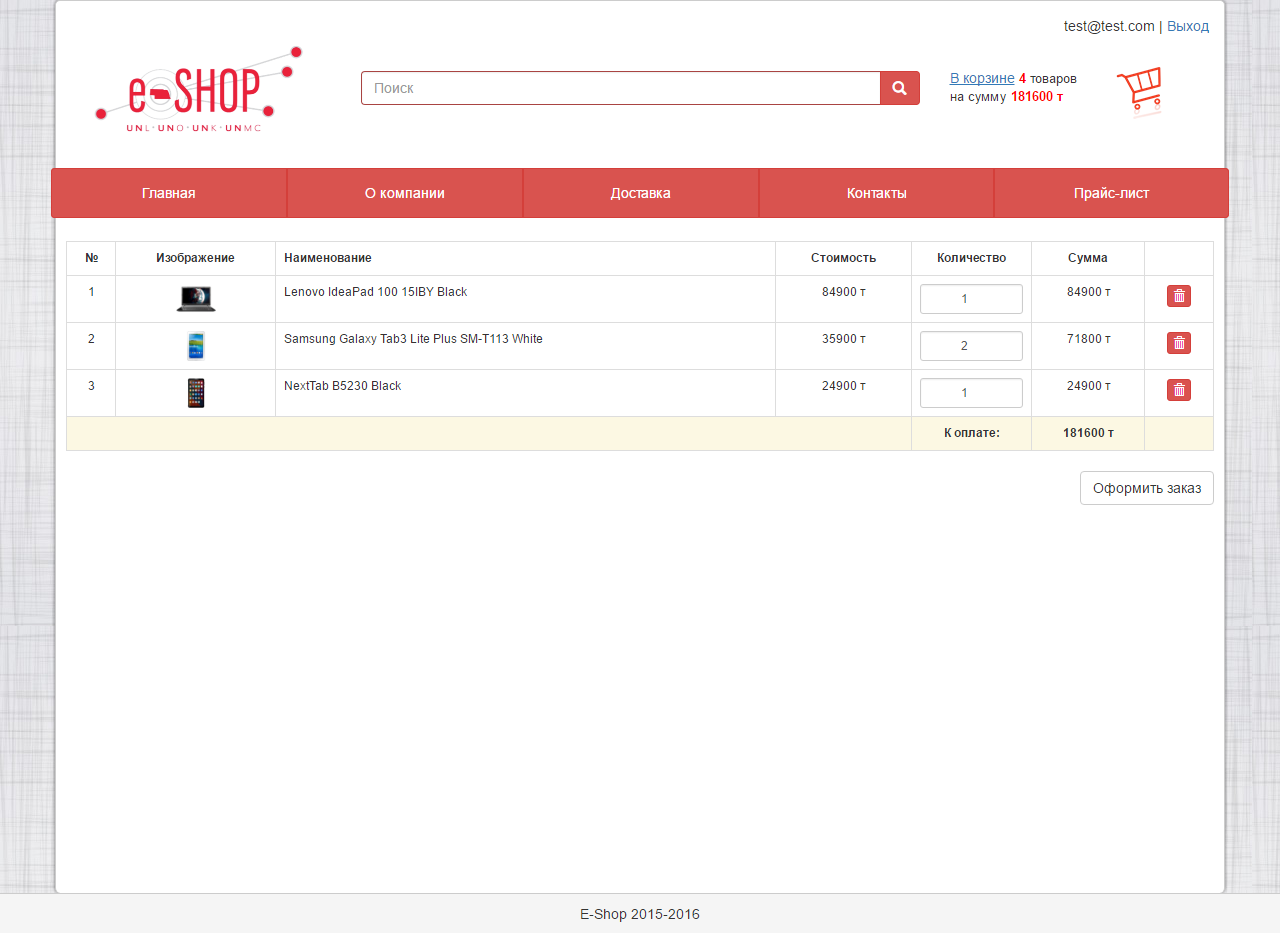 test@test.com | Выход
e-SHOP
UNL·UNO·UNK·UNMC
Поиск
В корзине 4 товаров
на сумму 181600 т
Главная О компании Доставка Контакты Прайс-лист
№ Изображение Наименование Стоимость Количество Сумма
1 Lenovo IdeaPad 100 15IBY Black 84900 т 1 84900 т
2 Samsung Galaxy Tab3 Lite Plus SM-T113 White 35900 т 2 71800 т
3 NextTab B5230 Black 24900 т 1 24900 т
К оплате: 181600 т
Оформить заказ
E-Shop 2015-2016